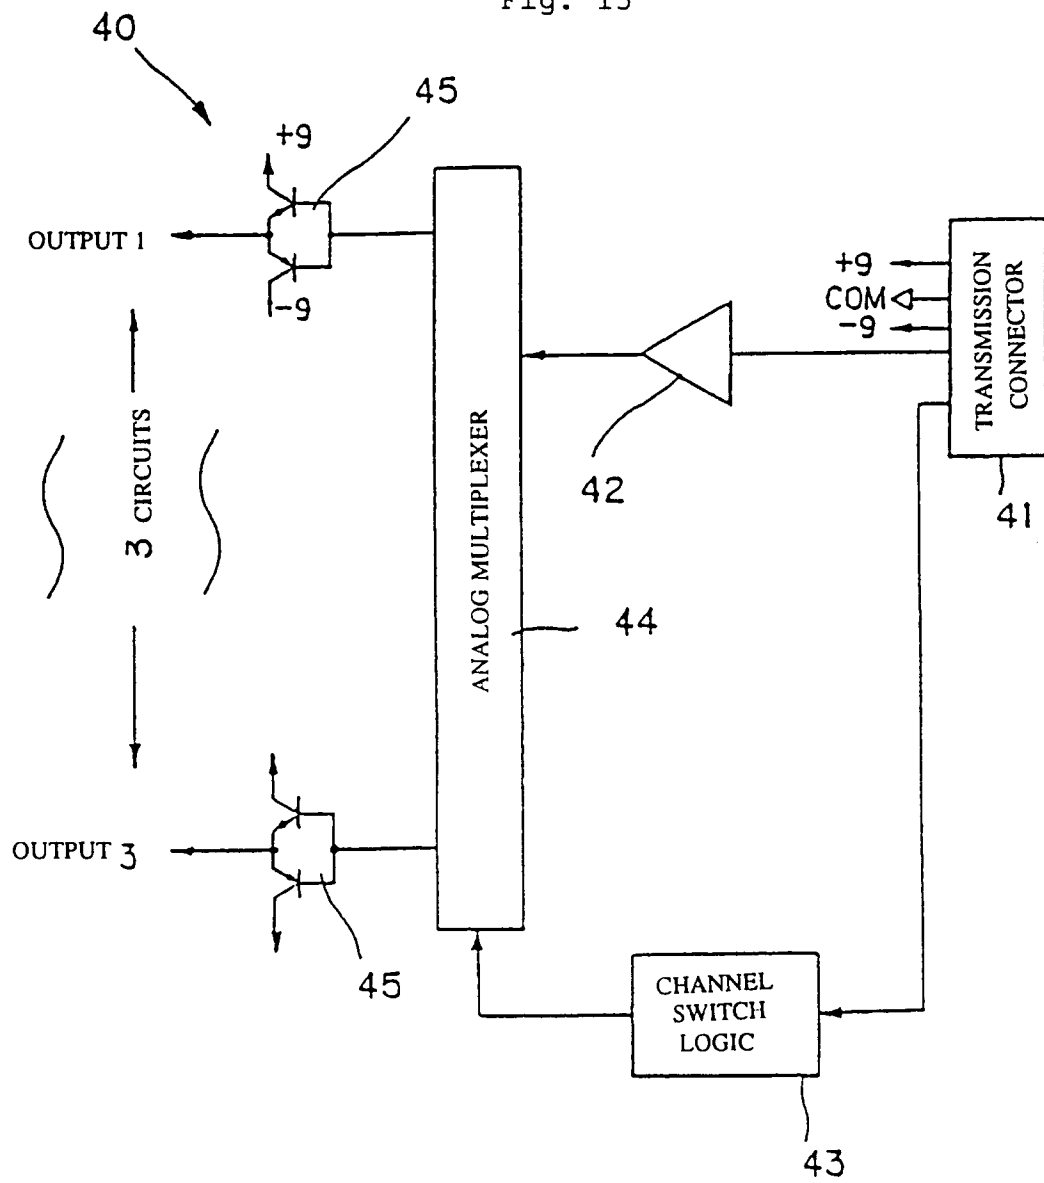 Fig. 15
40
45
+9
OUTPUT 1
-9
+9
COM
-9
TRANSMISSION
CONNECTOR
42
41
3 CIRCUITS
ANALOG MULTIPLEXER
44
OUTPUT 3
45
CHANNEL
SWITCH
LOGIC
43